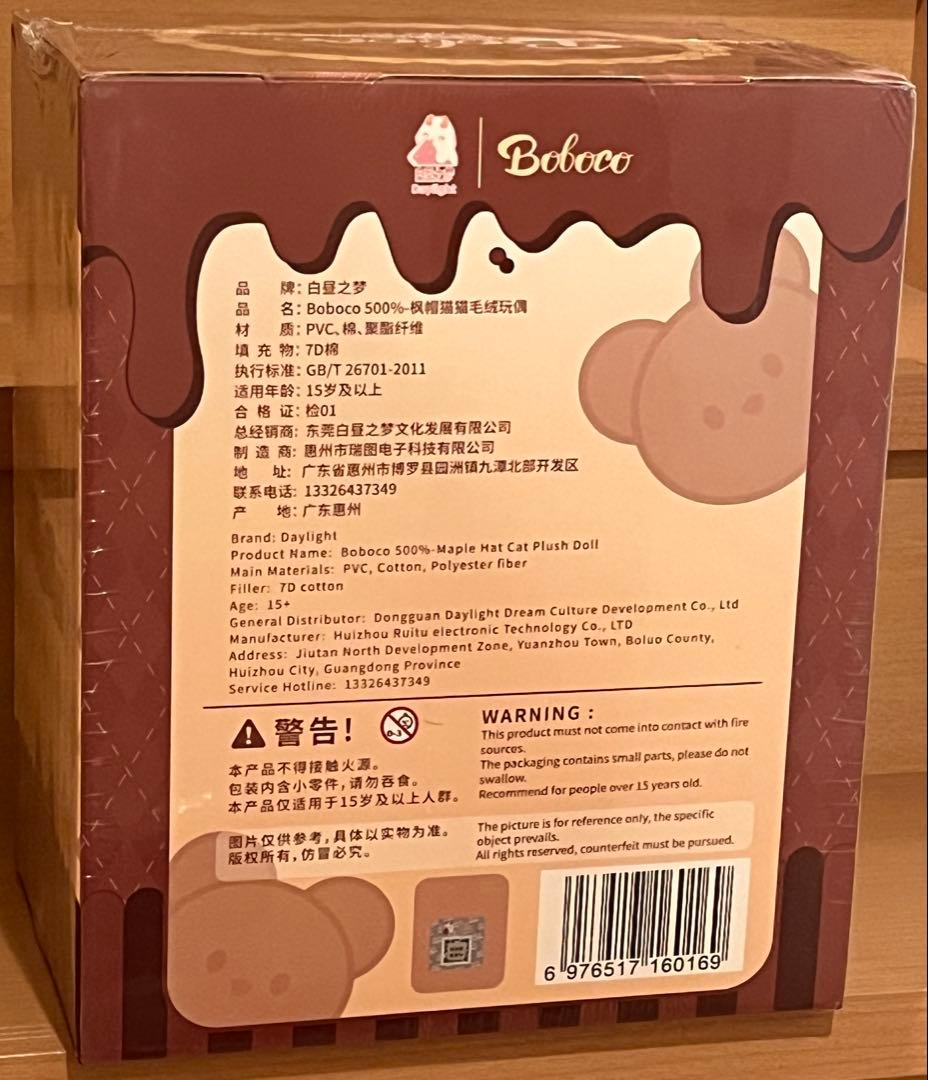 Daylight
Boboco
品 牌：白昼之梦
品 名：Boboco 500%-枫帽猫猫毛绒玩偶
材 质：PVC、棉、聚酯纤维
填 充 物：7D棉
执行标准：GB/T 26701-2011
适用年龄：15岁及以上
合 格 证：检01
总经销商：东莞白昼之梦文化发展有限公司
制 造 商：惠州市瑞图电子科技有限公司
地 址：广东省惠州市博罗县园洲镇九潭北部开发区
联系电话：13326437349
产 地：广东惠州
Brand: Daylight
Product Name: Boboco 500%-Maple Hat Cat Plush Doll
Main Materials: PVC, Cotton, Polyester fiber
Filler: 7D cotton
Age: 15+
General Distributor: Dongguan Daylight Dream Culture Development Co., Ltd
Manufacturer: Huizhou Ruitu electronic Technology Co., LTD
Address: Jiutan North Development Zone, Yuanzhou Town, Boluo County,
Huizhou City, Guangdong Province
Service Hotline: 13326437349
警告！
0-3
本产品不得接触火源。
包装内含小零件，请勿吞食。
本产品仅适用于15岁及以上人群。
WARNING :
This product must not come into contact with fire
sources.
The packaging contains small parts, please do not
swallow.
Recommend for people over 15 years old.
图片仅供参考，具体以实物为准。
版权所有，仿冒必究。
The picture is for reference only, the specific
object prevails.
All rights reserved, counterfeit must be pursued.
6 976517 160169